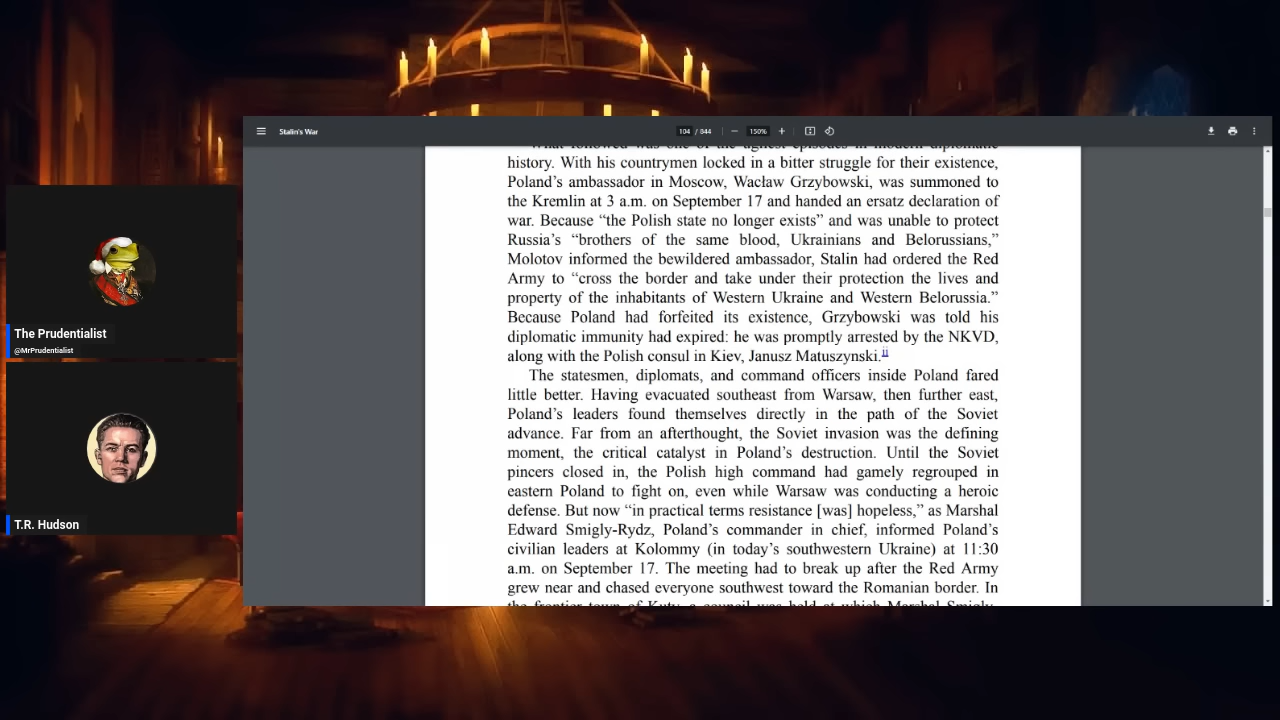 Stalin's War
104 / 844
150%
history. With his countrymen locked in a bitter struggle for their existence,
Poland's ambassador in Moscow, Wacław Grzybowski, was summoned to
the Kremlin at 3 a.m. on September 17 and handed an ersatz declaration of
war. Because “the Polish state no longer exists” and was unable to protect
Russia's “brothers of the same blood, Ukrainians and Belorussians,”
Molotov informed the bewildered ambassador, Stalin had ordered the Red
Army to “cross the border and take under their protection the lives and
property of the inhabitants of Western Ukraine and Western Belorussia.”
Because Poland had forfeited its existence, Grzybowski was told his
diplomatic immunity had expired: he was promptly arrested by the NKVD,
along with the Polish consul in Kiev, Janusz Matuszynski.ii
The statesmen, diplomats, and command officers inside Poland fared
little better. Having evacuated southeast from Warsaw, then further east,
Poland's leaders found themselves directly in the path of the Soviet
advance. Far from an afterthought, the Soviet invasion was the defining
moment, the critical catalyst in Poland's destruction. Until the Soviet
pincers closed in, the Polish high command had gamely regrouped in
eastern Poland to fight on, even while Warsaw was conducting a heroic
defense. But now “in practical terms resistance [was] hopeless,” as Marshal
Edward Smigly-Rydz, Poland's commander in chief, informed Poland's
civilian leaders at Kolommy (in today's southwestern Ukraine) at 11:30
a.m. on September 17. The meeting had to break up after the Red Army
grew near and chased everyone southwest toward the Romanian border. In
the frontier town of Kuty, a council was held at which Marshal Smigly-
The Prudentialist
@MrPrudentialist
T.R. Hudson